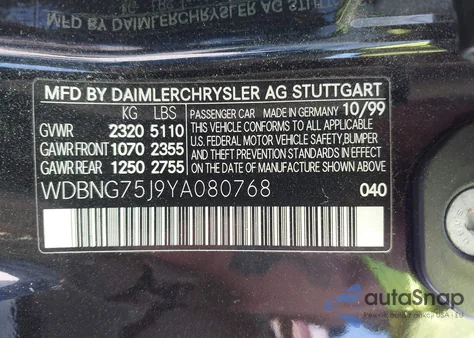 MFD BY DAIMLERCHRYSLER AG STUTTGART
KG LBS PASSENGER CAR MADE IN GERMANY 10/99
GVWR 2320 5110 THIS VEHICLE CONFORMS TO ALL APPLICABLE
GAWR FRONT 1070 2355 U.S. FEDERAL MOTOR VEHICLE SAFETY, BUMPER
GAWR REAR 1250 2755 AND THEFT PREVENTION STANDARDS IN EFFECT
ON THE DATE OF MANUFACTURE SHOWN ABOVE.
WDBNG75J9YA080768 040
autoSnap